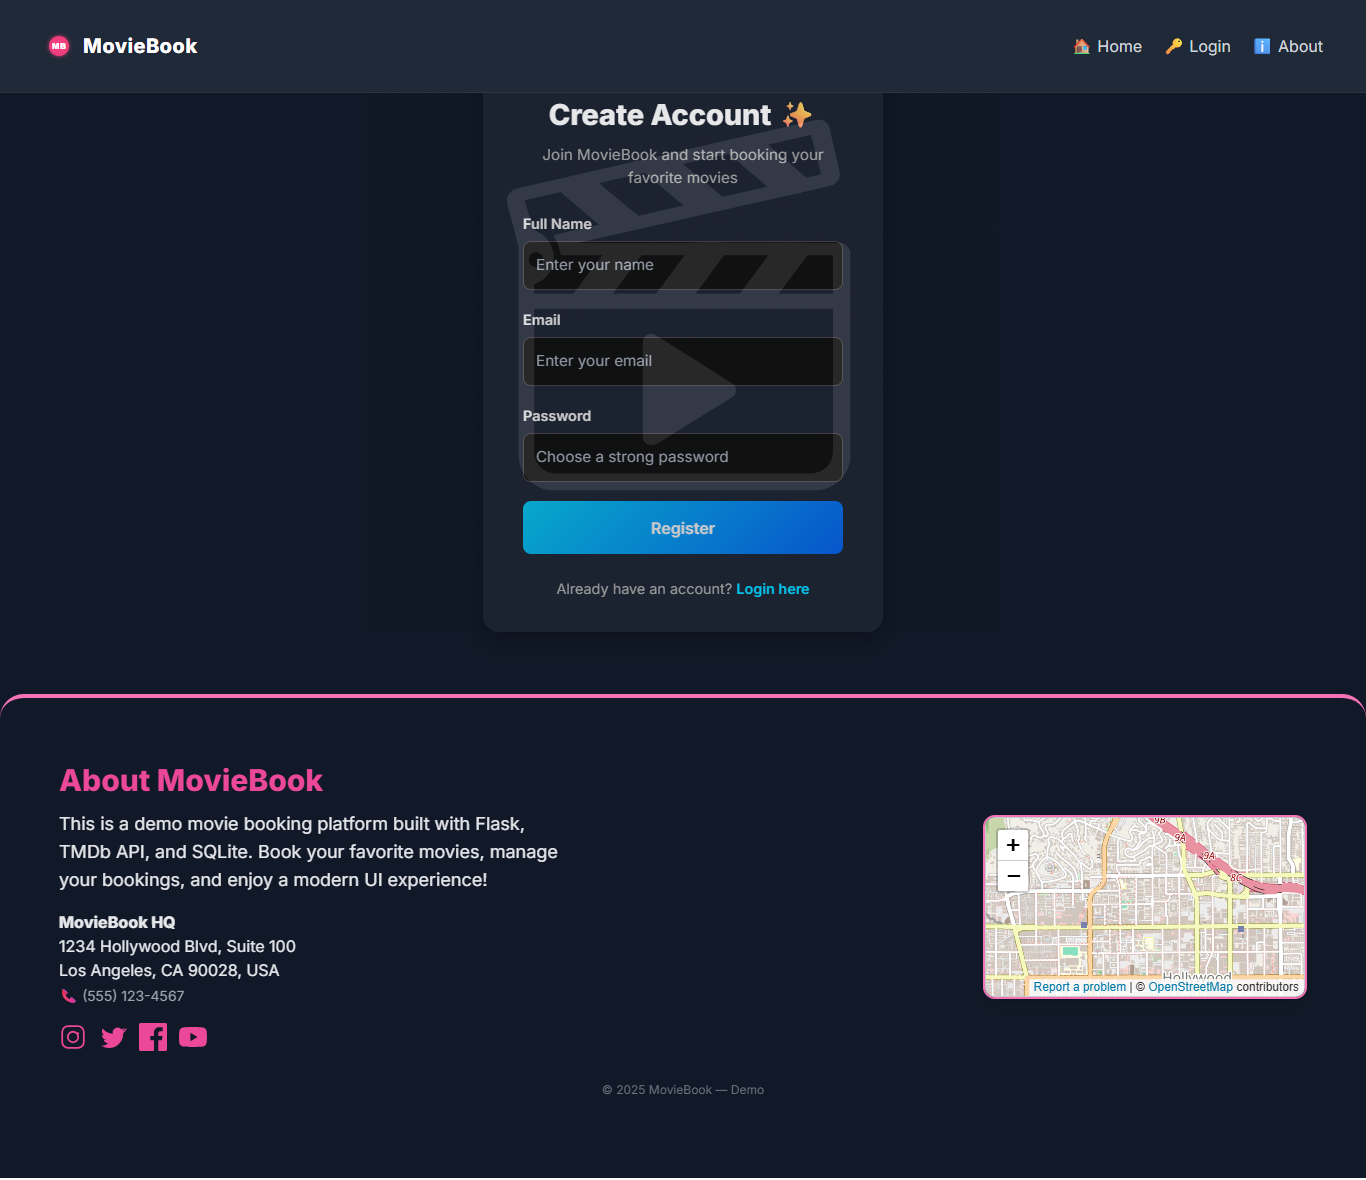 MB MovieBook
Home Login About
Create Account
Join MovieBook and start booking your
favorite movies
Full Name
Enter your name
Email
Enter your email
Password
Choose a strong password
Register
Already have an account? Login here
About MovieBook
This is a demo movie booking platform built with Flask,
TMDb API, and SQLite. Book your favorite movies, manage
your bookings, and enjoy a modern UI experience!
MovieBook HQ
1234 Hollywood Blvd, Suite 100
Los Angeles, CA 90028, USA
(555) 123-4567
9B
9A
9A
8C
+
−
Hollywood
Report a problem | © OpenStreetMap contributors
© 2025 MovieBook — Demo